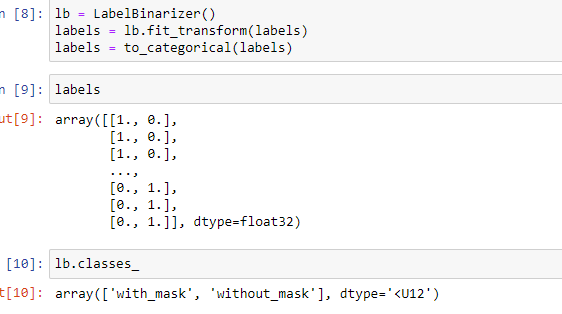 n [8]: lb = LabelBinarizer()
labels = lb.fit_transform(labels)
labels = to_categorical(labels)
n [9]: labels
ut[9]: array([[1., 0.],
[1., 0.],
[1., 0.],
...,
[0., 1.],
[0., 1.],
[0., 1.]], dtype=float32)
[10]: lb.classes_
t[10]: array(['with_mask', 'without_mask'], dtype='<U12')